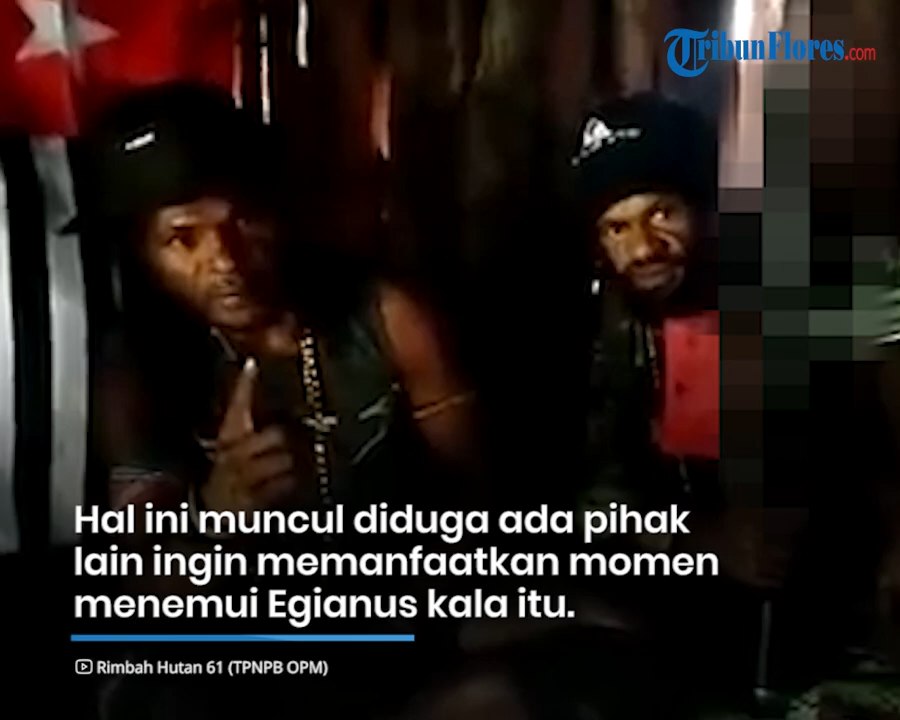 TribunFlores.com
Hal ini muncul diduga ada pihak
lain ingin memanfaatkan momen
menemui Egianus kala itu.
Rimbah Hutan 61 (TPNPB OPM)